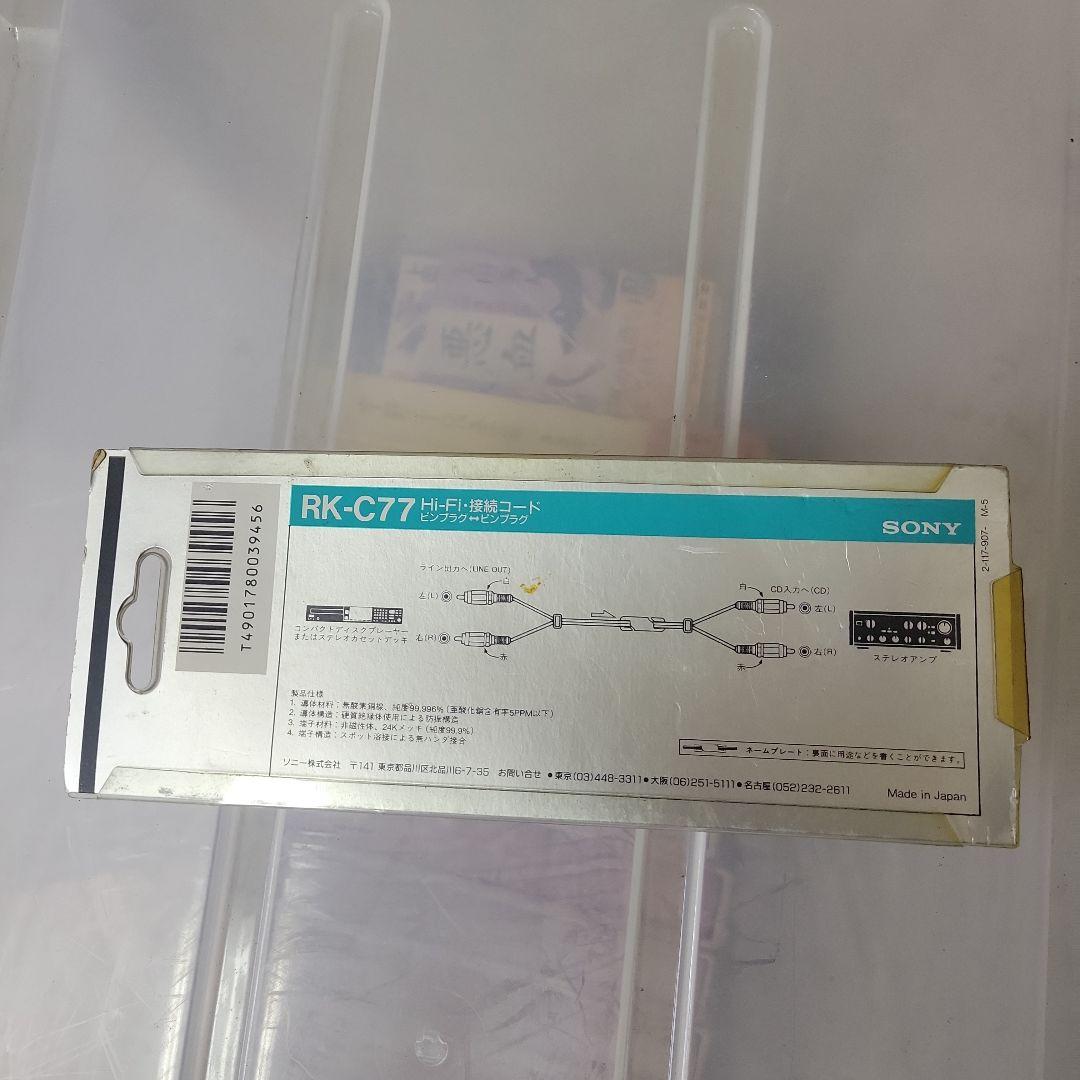 RK-C77 Hi-Fi・接続コード
ピンプラグ↔ピンプラグ
SONY
2-117-907- M-5
T4901780039456
ライン出力へ(LINE OUT)
白
左(L)
右(R)
赤
コンパクトディスクプレーヤー
またはステレオカセットデッキ
白
CD入力へ(CD)
左(L)
右(R)
赤
ステレオアンプ
製品仕様
1. 導体材料：無酸素銅線、純度99.996% (亜酸化銅含有率5PPM以下)
2. 導体構造：硬質絶縁体使用による防振構造
3. 端子材料：非磁性体、24Kメッキ (純度99.9%)
4. 端子構造：スポット溶接による無ハンダ接合
ネームプレート：裏面に用途などを書くことができます。
ソニー株式会社 〒141 東京都品川区北品川6-7-35 お問い合せ ●東京(03)448-3311●大阪(06)251-5111●名古屋(052)232-2611
Made in Japan